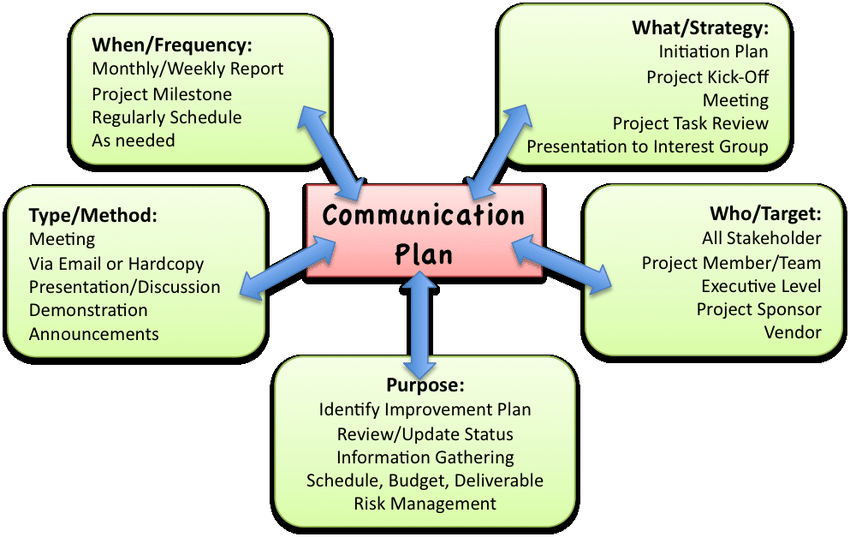 When/Frequency:
Monthly/Weekly Report
Project Milestone
Regularly Schedule
As needed
What/Strategy:
Initiation Plan
Project Kick-Off
Meeting
Project Task Review
Presentation to Interest Group
Communication
Plan
Type/Method:
Meeting
Via Email or Hardcopy
Presentation/Discussion
Demonstration
Announcements
Who/Target:
All Stakeholder
Project Member/Team
Executive Level
Project Sponsor
Vendor
Purpose:
Identify Improvement Plan
Review/Update Status
Information Gathering
Schedule, Budget, Deliverable
Risk Management